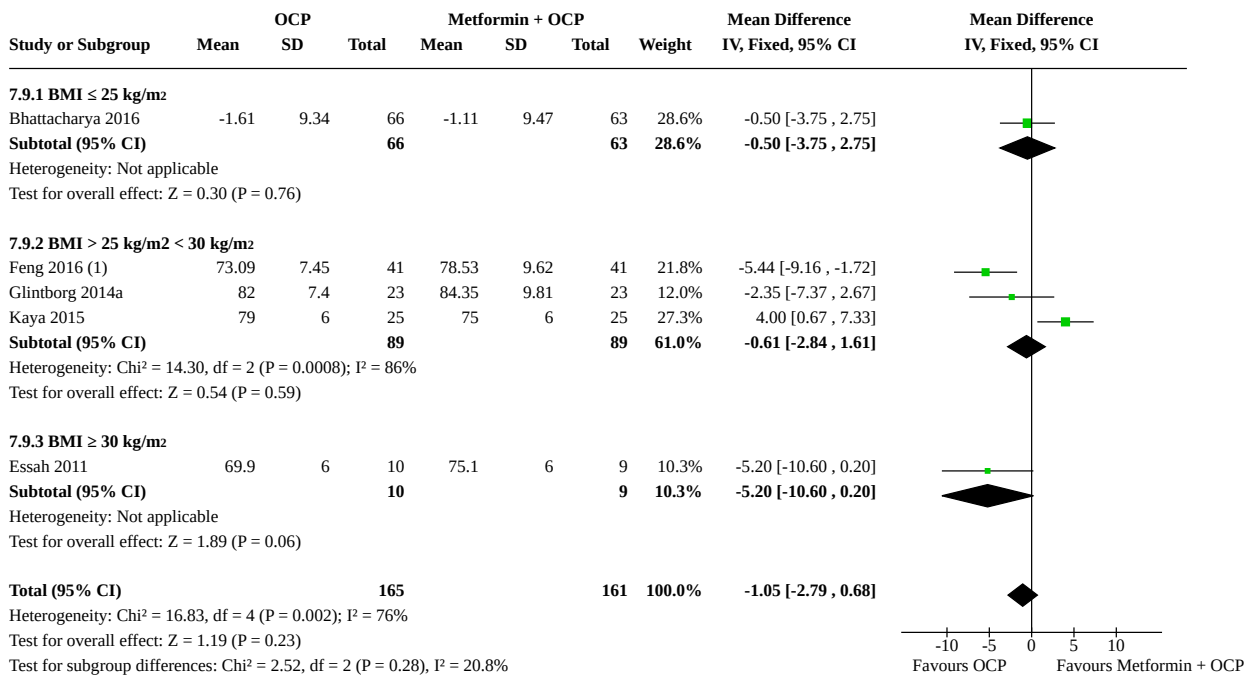 OCP Metformin + OCP Mean Difference Mean Difference
Study or Subgroup Mean SD Total Mean SD Total Weight IV, Fixed, 95% CI IV, Fixed, 95% CI
7.9.1 BMI ≤ 25 kg/m2
Bhattacharya 2016 -1.61 9.34 66 -1.11 9.47 63 28.6% -0.50 [-3.75 , 2.75]
Subtotal (95% CI) 66 63 28.6% -0.50 [-3.75 , 2.75]
Heterogeneity: Not applicable
Test for overall effect: Z = 0.30 (P = 0.76)
7.9.2 BMI > 25 kg/m2 < 30 kg/m2
Feng 2016 (1) 73.09 7.45 41 78.53 9.62 41 21.8% -5.44 [-9.16 , -1.72]
Glintborg 2014a 82 7.4 23 84.35 9.81 23 12.0% -2.35 [-7.37 , 2.67]
Kaya 2015 79 6 25 75 6 25 27.3% 4.00 [0.67 , 7.33]
Subtotal (95% CI) 89 89 61.0% -0.61 [-2.84 , 1.61]
Heterogeneity: Chi² = 14.30, df = 2 (P = 0.0008); I² = 86%
Test for overall effect: Z = 0.54 (P = 0.59)
7.9.3 BMI ≥ 30 kg/m2
Essah 2011 69.9 6 10 75.1 6 9 10.3% -5.20 [-10.60 , 0.20]
Subtotal (95% CI) 10 9 10.3% -5.20 [-10.60 , 0.20]
Heterogeneity: Not applicable
Test for overall effect: Z = 1.89 (P = 0.06)
Total (95% CI) 165 161 100.0% -1.05 [-2.79 , 0.68]
Heterogeneity: Chi² = 16.83, df = 4 (P = 0.002); I² = 76%
Test for overall effect: Z = 1.19 (P = 0.23)
Test for subgroup differences: Chi² = 2.52, df = 2 (P = 0.28), I² = 20.8%
-10 -5 0 5 10
Favours OCP Favours Metformin + OCP